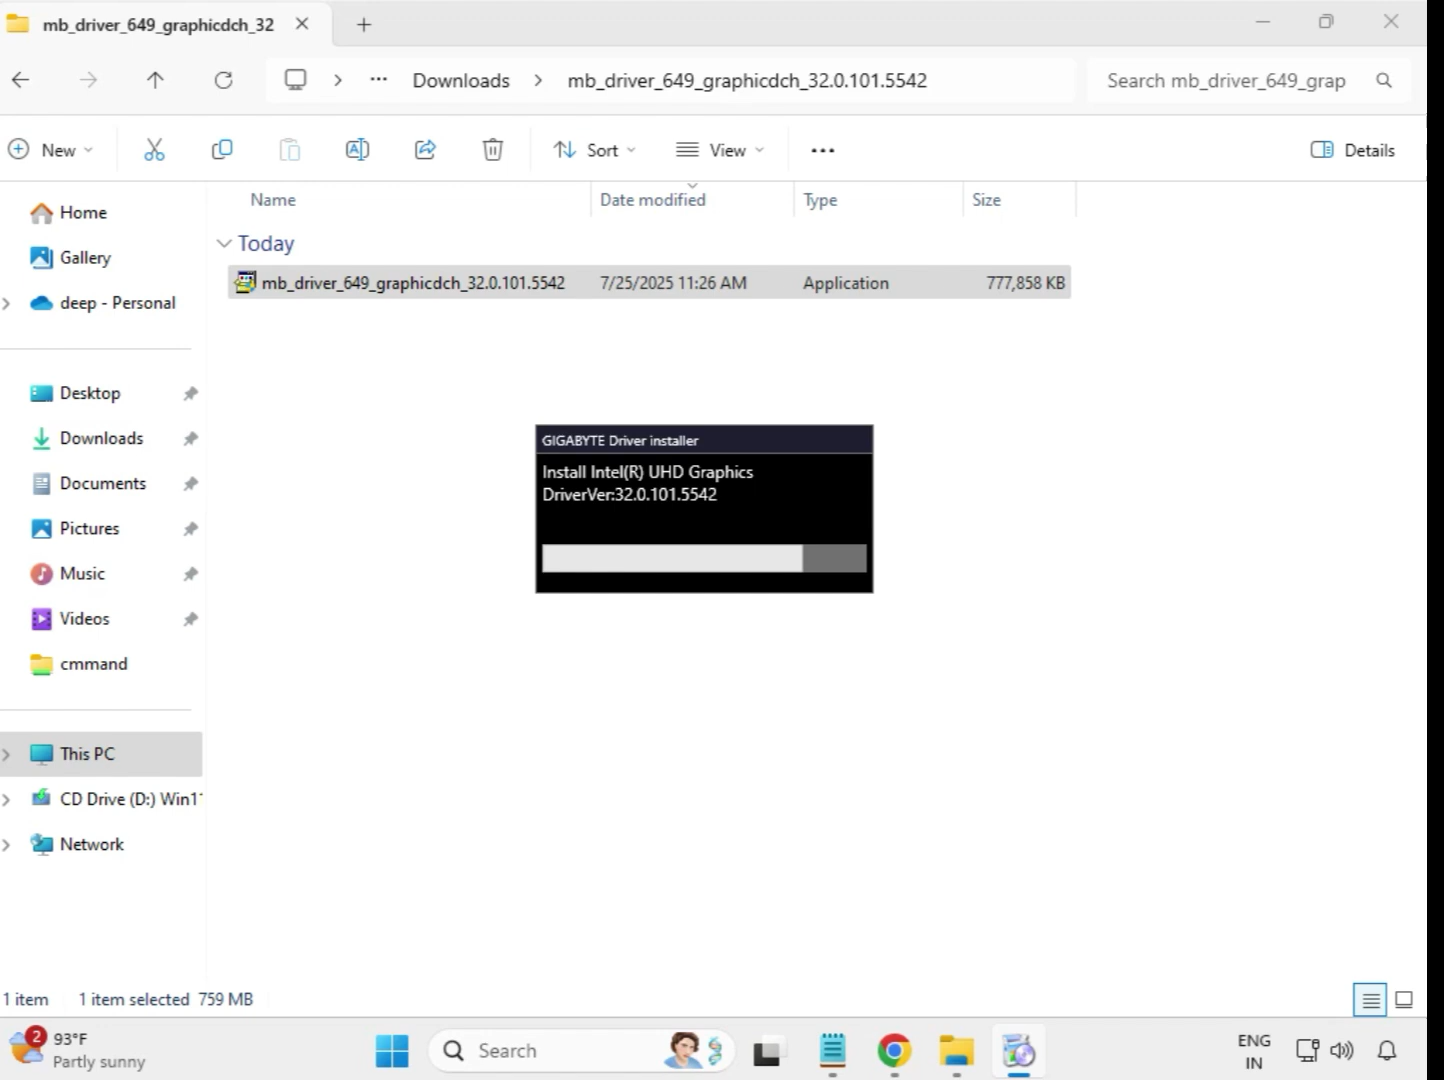 mb_driver_649_graphicdch_32
Downloads
mb_driver_649_graphicdch_32.0.101.5542
Search mb_driver_649_grap
New
Sort
View
Details
Name
Date modified
Type
Size
Home
Gallery
deep - Personal
Desktop
Downloads
Documents
Pictures
Music
Videos
cmmand
This PC
CD Drive (D:) Win1
Network
Today
mb_driver_649_graphicdch_32.0.101.5542 7/25/2025 11:26 AM Application 777,858 KB
GIGABYTE Driver installer
Install Intel(R) UHD Graphics
DriverVer:32.0.101.5542
1 item 1 item selected 759 MB
2
93°F
Partly sunny
Search
ENG
IN